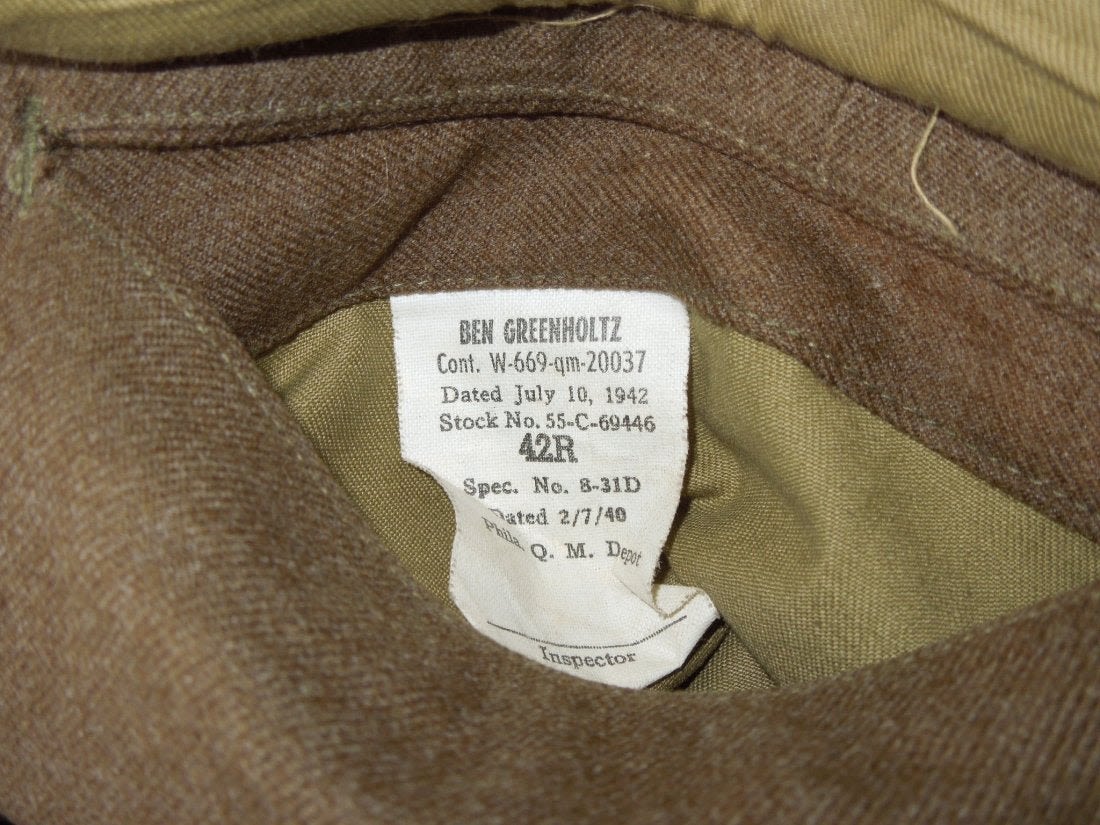 BEN GREENHOLTZ
Cont. W-669-qm-20037
Dated July 10, 1942
Stock No. 55-C-69446
42R
Spec. No. 8-31D
Dated 2/7/40
Phila. Q. M. Depot
Inspector